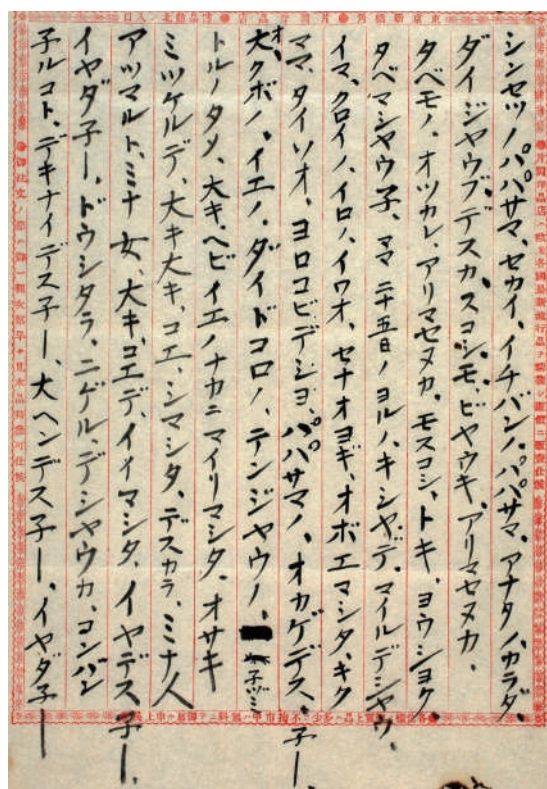 シンセツノ、パパサマ、セカイ、イチバンノ、パパサマ、アナタノ、カラダ、
ダイジヤウブデスカ、スコシモ、ビヤウキ、アリマセヌカ、
タベモノ、オツカレ、アリマセヌカ、モスコシ、トキ、ヨウシヨク、
タベマシヤウ子、ママ 二十五日ノヨルノ、キシヤデ、マイルデシヤウ、
イマ、クロイノ、イロノ、イワオ、セナオヨギ、オボエマシタ、キク
ママ、タイソオ、ヨロコビデシヨ、パパサマノ、オカゲデス、子ー、
大クボノ、イエノ、ダイドコロノ、テンジヤウノ、子ヅミ
オ、
トルノタメ、大キ、ヘビイエノナカニマイリマシタ、オサキ
ミツケルデ、大キ大キ、コエ、シマシタ、デスカラ、ミナ人
アツマルト、ミナ女、大キ、コエデ、イイマシタ、イヤデス子ー、
イヤダ子ー、ドウシタラ、ニゲル、デシヤウカ、コンバン
子ルコト、デキナイデス子ー、大ヘンデス子ー、イヤダ子ー